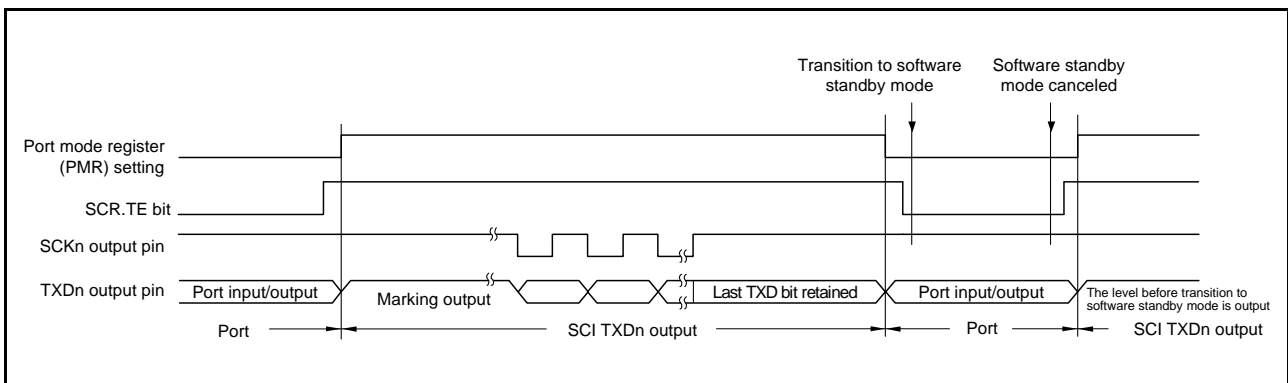 Transition to software
standby mode
Software standby
mode canceled
Port mode register
(PMR) setting
SCR.TE bit
SCKn output pin
TXDn output pin
Port input/output
Marking output
Last TXD bit retained
Port input/output
The level before transition to
software standby mode is output
Port
SCI TXDn output
Port
SCI TXDn output